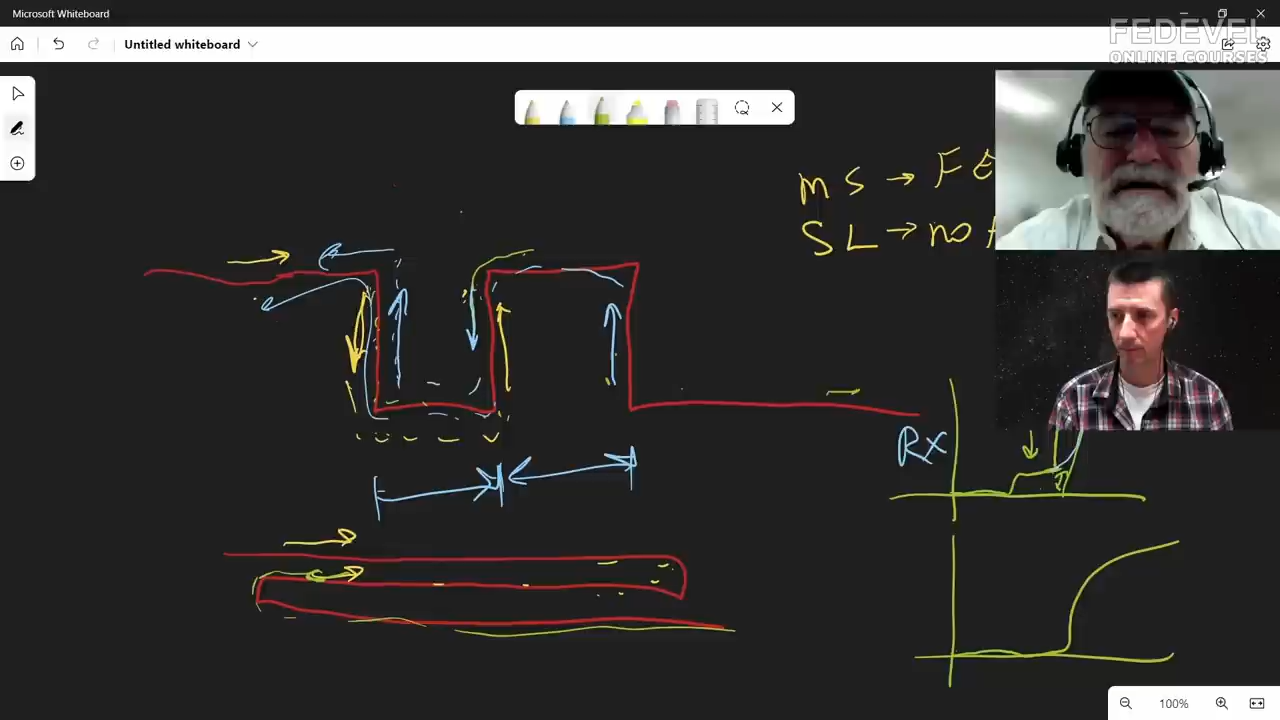 Microsoft Whiteboard
FEDEVEL
ONLINE COURSES
Untitled whiteboard
MS → FE
SL → no
RX
100%